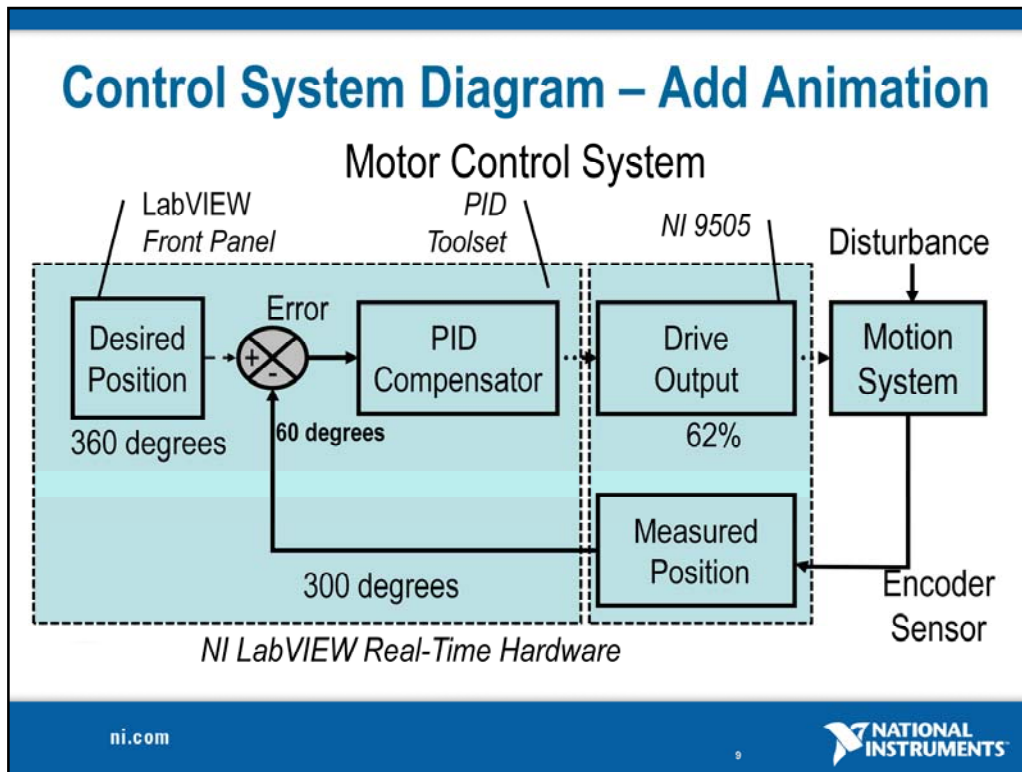 Control System Diagram – Add Animation
Motor Control System
LabVIEW
Front Panel
PID
Toolset
NI 9505
Disturbance
Desired
Position
Error
+
-
PID
Compensator
Drive
Output
Motion
System
360 degrees
60 degrees
62%
Measured
Position
300 degrees
Encoder
Sensor
NI LabVIEW Real-Time Hardware
ni.com
9
NATIONAL
INSTRUMENTS™